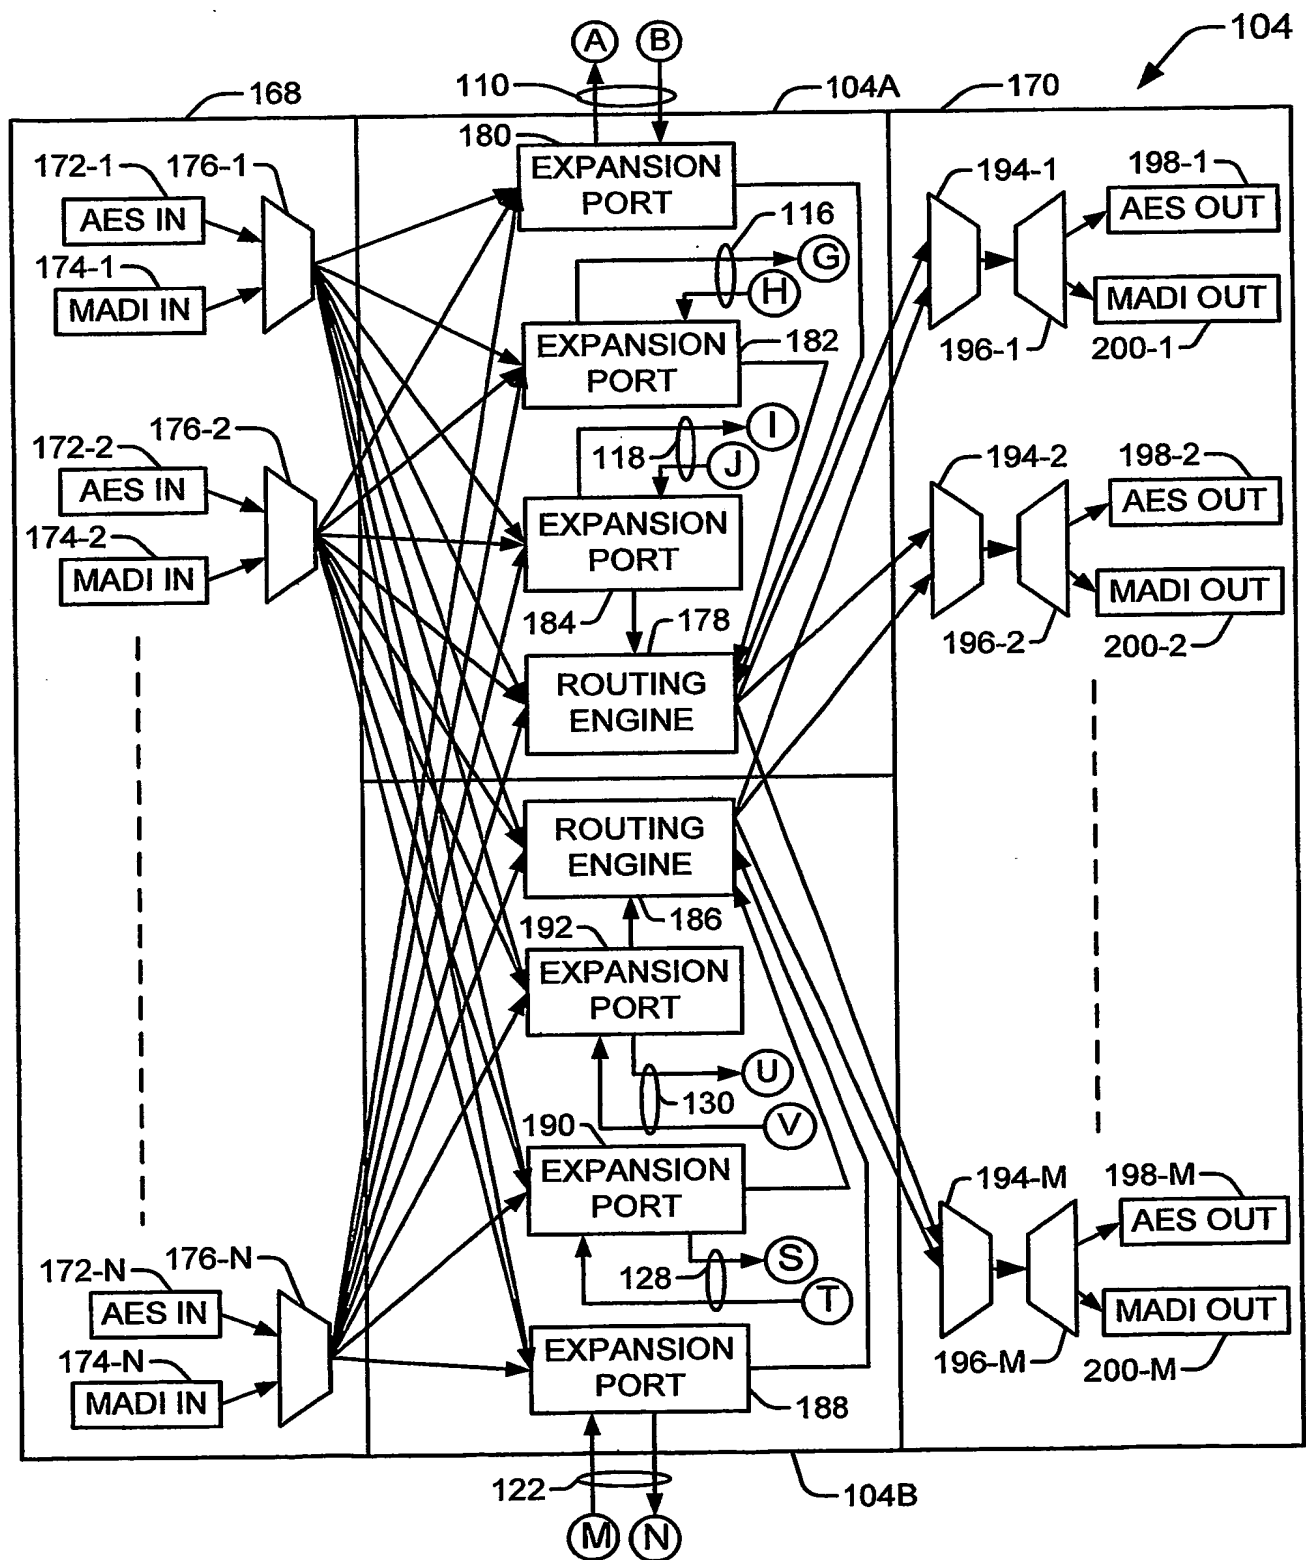 104
A
B
110
168
104A
170
180
172-1
176-1
EXPANSION
PORT
194-1
198-1
AES IN
AES OUT
116
G
174-1
H
MADI IN
MADI OUT
EXPANSION
PORT
182
196-1
200-1
I
176-2
118
J
172-2
194-2
198-2
AES IN
AES OUT
EXPANSION
PORT
174-2
MADI IN
MADI OUT
184
178
196-2
200-2
ROUTING
ENGINE
ROUTING
ENGINE
186
192
EXPANSION
PORT
U
130
V
190
EXPANSION
PORT
194-M
198-M
AES OUT
S
128
T
176-N
172-N
AES IN
MADI OUT
EXPANSION
PORT
174-N
196-M
200-M
MADI IN
188
122
104B
M
N